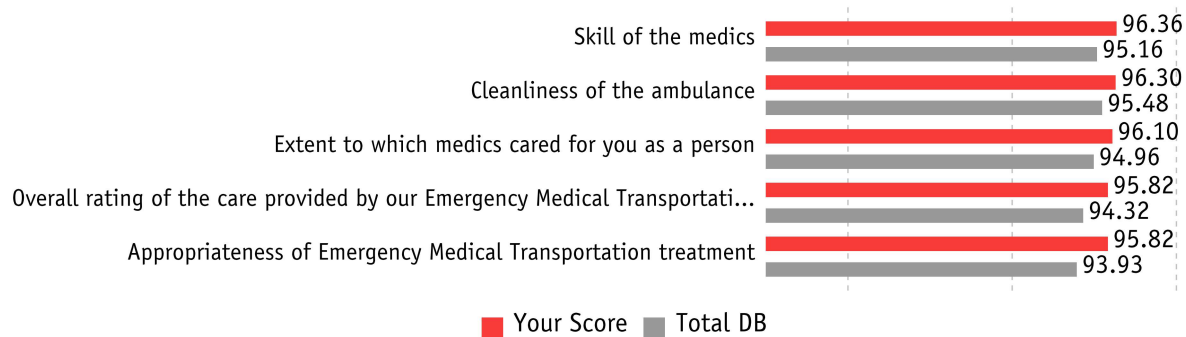 Skill of the medics
96.36
95.16
Cleanliness of the ambulance
96.30
95.48
Extent to which medics cared for you as a person
96.10
94.96
Overall rating of the care provided by our Emergency Medical Transportati...
95.82
94.32
Appropriateness of Emergency Medical Transportation treatment
95.82
93.93
Your Score
Total DB